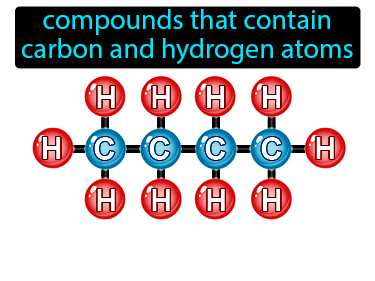 compounds that contain
carbon and hydrogen atoms
H H H H
H C C C C H
H H H H